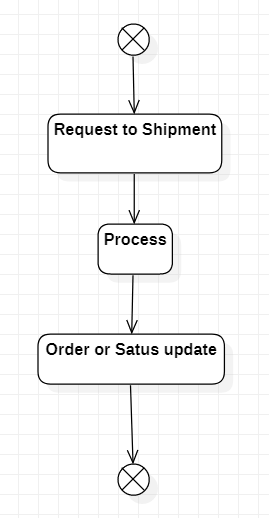 Request to Shipment
Process
Order or Satus update